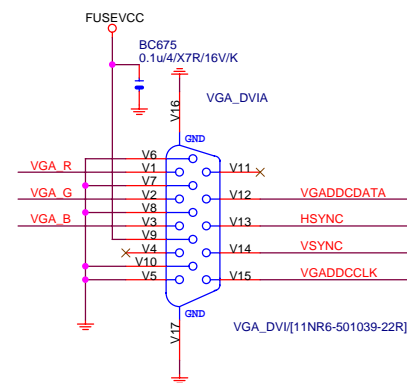 FUSEVCC
BC675
0.1u/4/X7R/16V/K
V16
VGA_DVIA
GND
V6
VGA_R V1 V11
V7
VGA_G V2 V12 VGADDCDATA
V8
VGA_B V3 V13 HSYNC
V9
V4 V14 VSYNC
V10
V5 V15 VGADDCCLK
GND
V17
VGA_DVI/[11NR6-501039-22R]